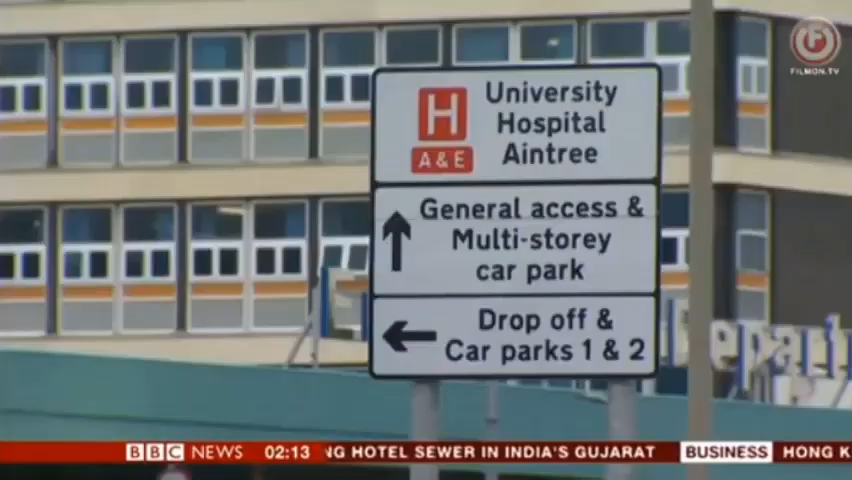 FILMON.TV
H
A & E
University
Hospital
Aintree
General access &
Multi-storey
car park
Drop off &
Car parks 1 & 2
BBC NEWS 02:13 NG HOTEL SEWER IN INDIA'S GUJARAT BUSINESS HONG K